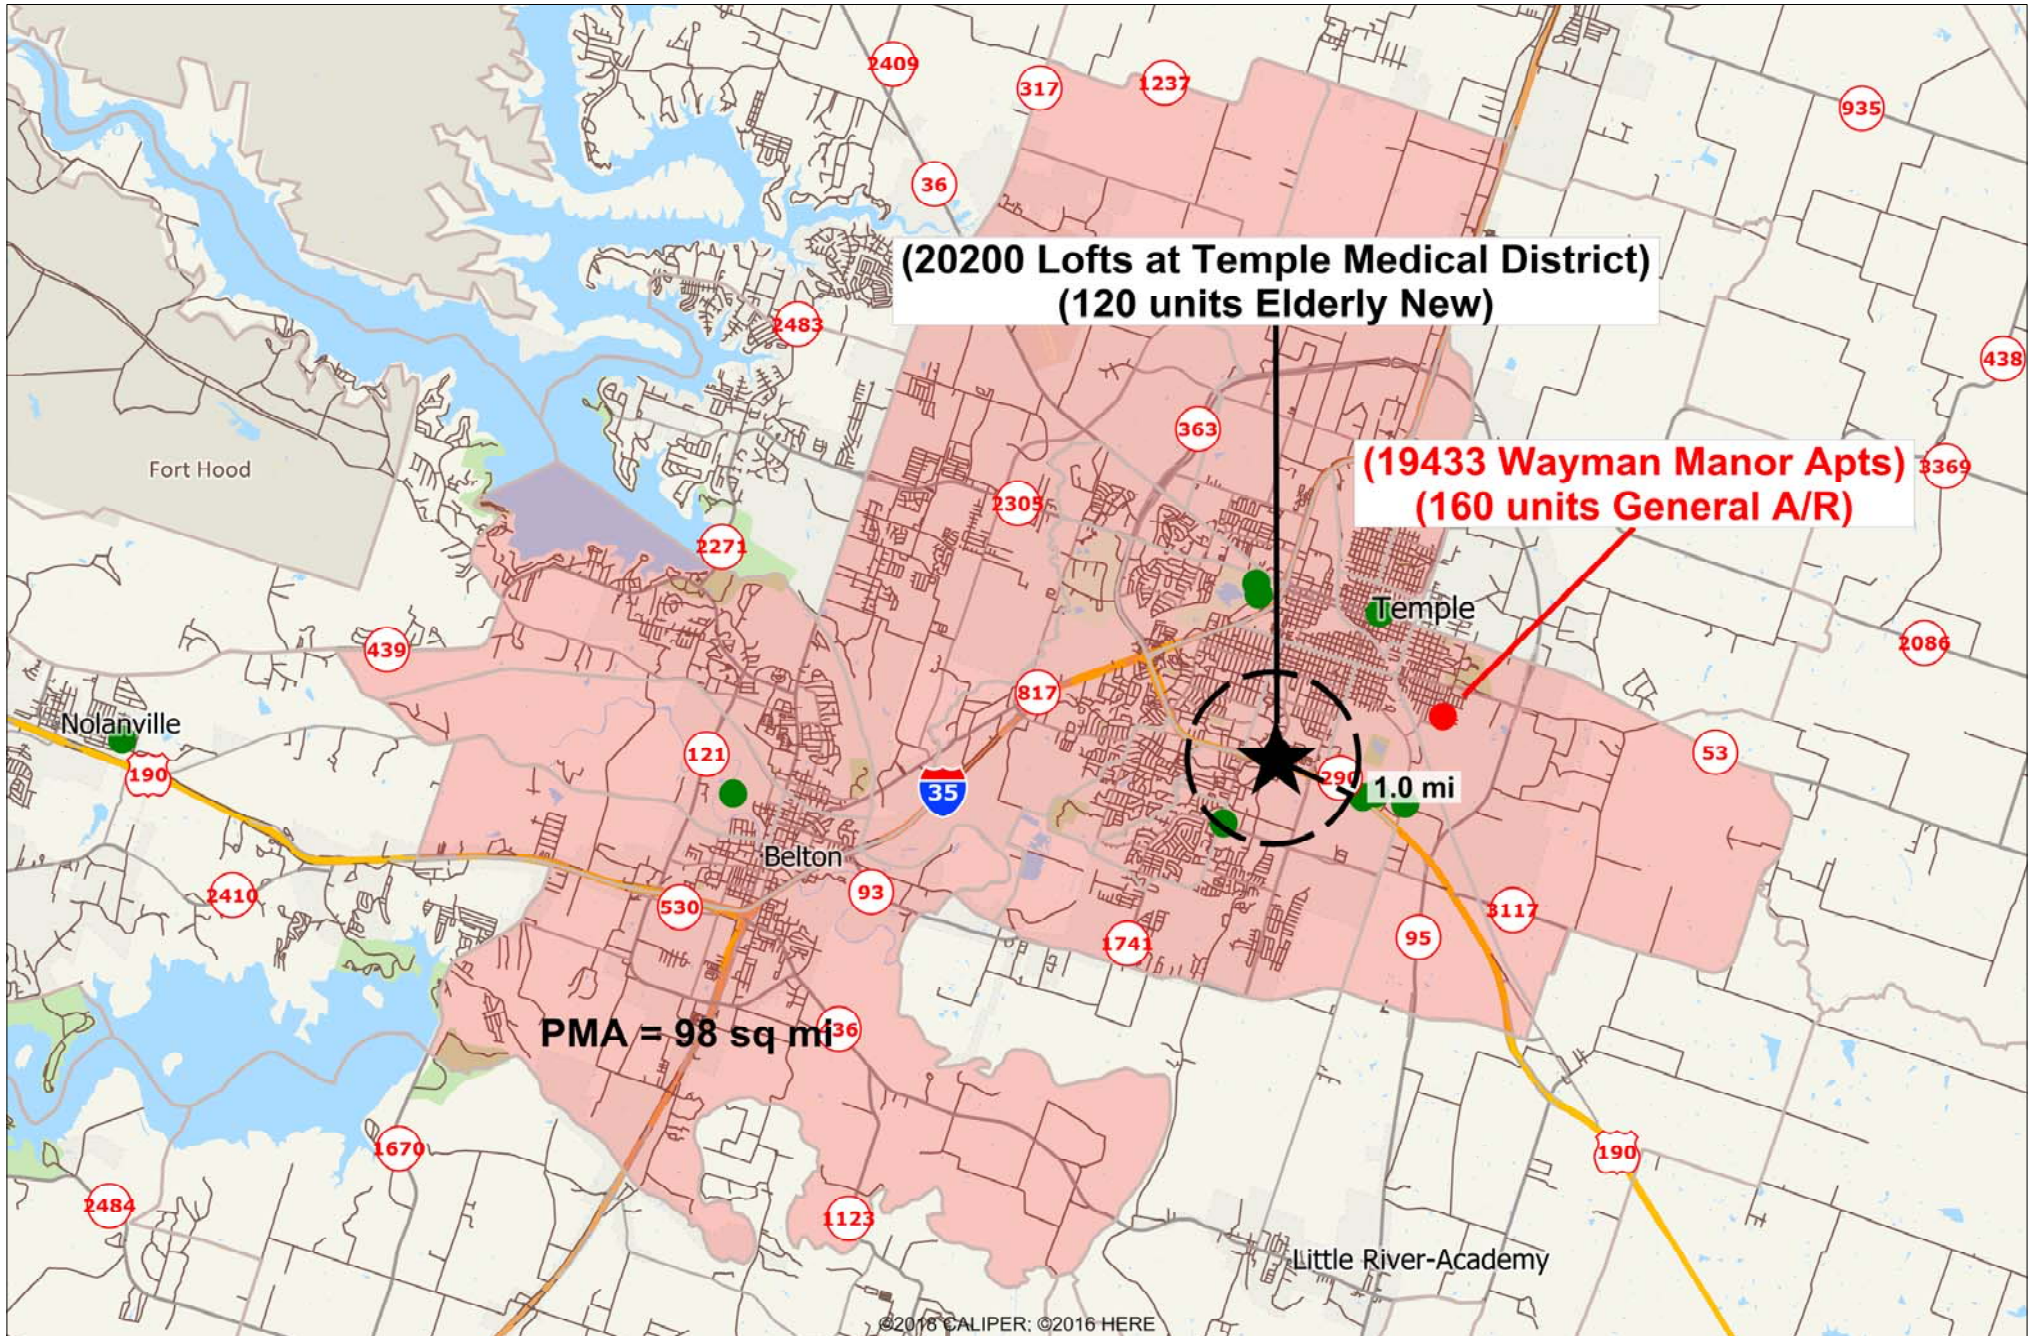 2409
317
1237
935
36
(20200 Lofts at Temple Medical District)
(120 units Elderly New)
2483
438
363
(19433 Wayman Manor Apts)
(160 units General A/R)
3369
Fort Hood
2305
2271
Temple
439
2086
817
Nolanville
190
121
53
35
290
1.0 mi
Belton
2410
530
93
3117
1741
95
PMA = 98 sq mi
436
1670
190
2484
1123
Little River-Academy
©2018 CALIPER; ©2016 HERE